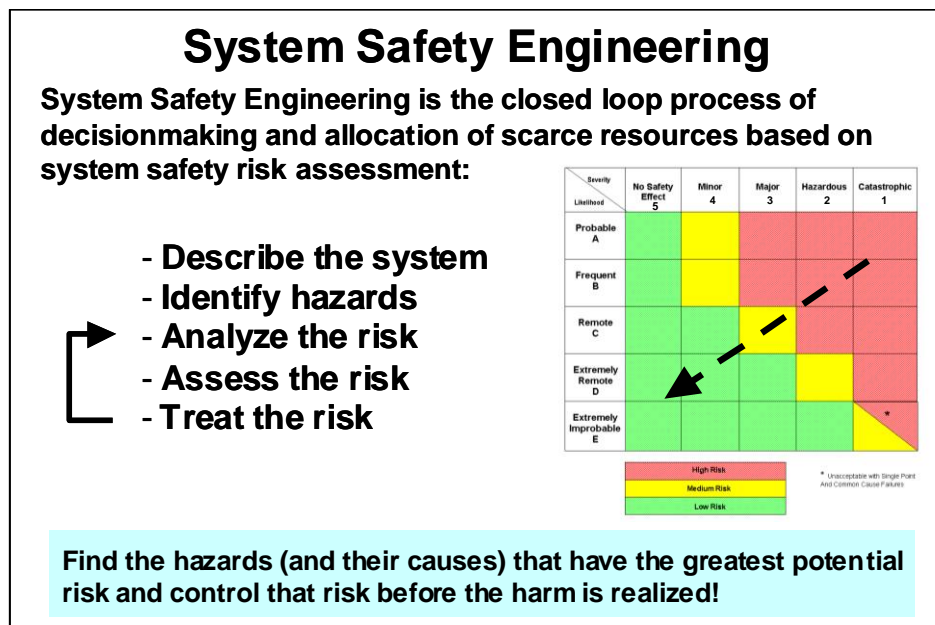 System Safety Engineering
System Safety Engineering is the closed loop process of
decisionmaking and allocation of scarce resources based on
system safety risk assessment:
- Describe the system
- Identify hazards
- Analyze the risk
- Assess the risk
- Treat the risk
Severity
Likelihood
No Safety
Effect
5
Minor
4
Major
3
Hazardous
2
Catastrophic
1
Probable
A
Frequent
B
Remote
C
Extremely
Remote
D
Extremely
Improbable
E
*
High Risk
Medium Risk
Low Risk
* Unacceptable with Single Point
And Common Cause Failures
Find the hazards (and their causes) that have the greatest potential
risk and control that risk before the harm is realized!